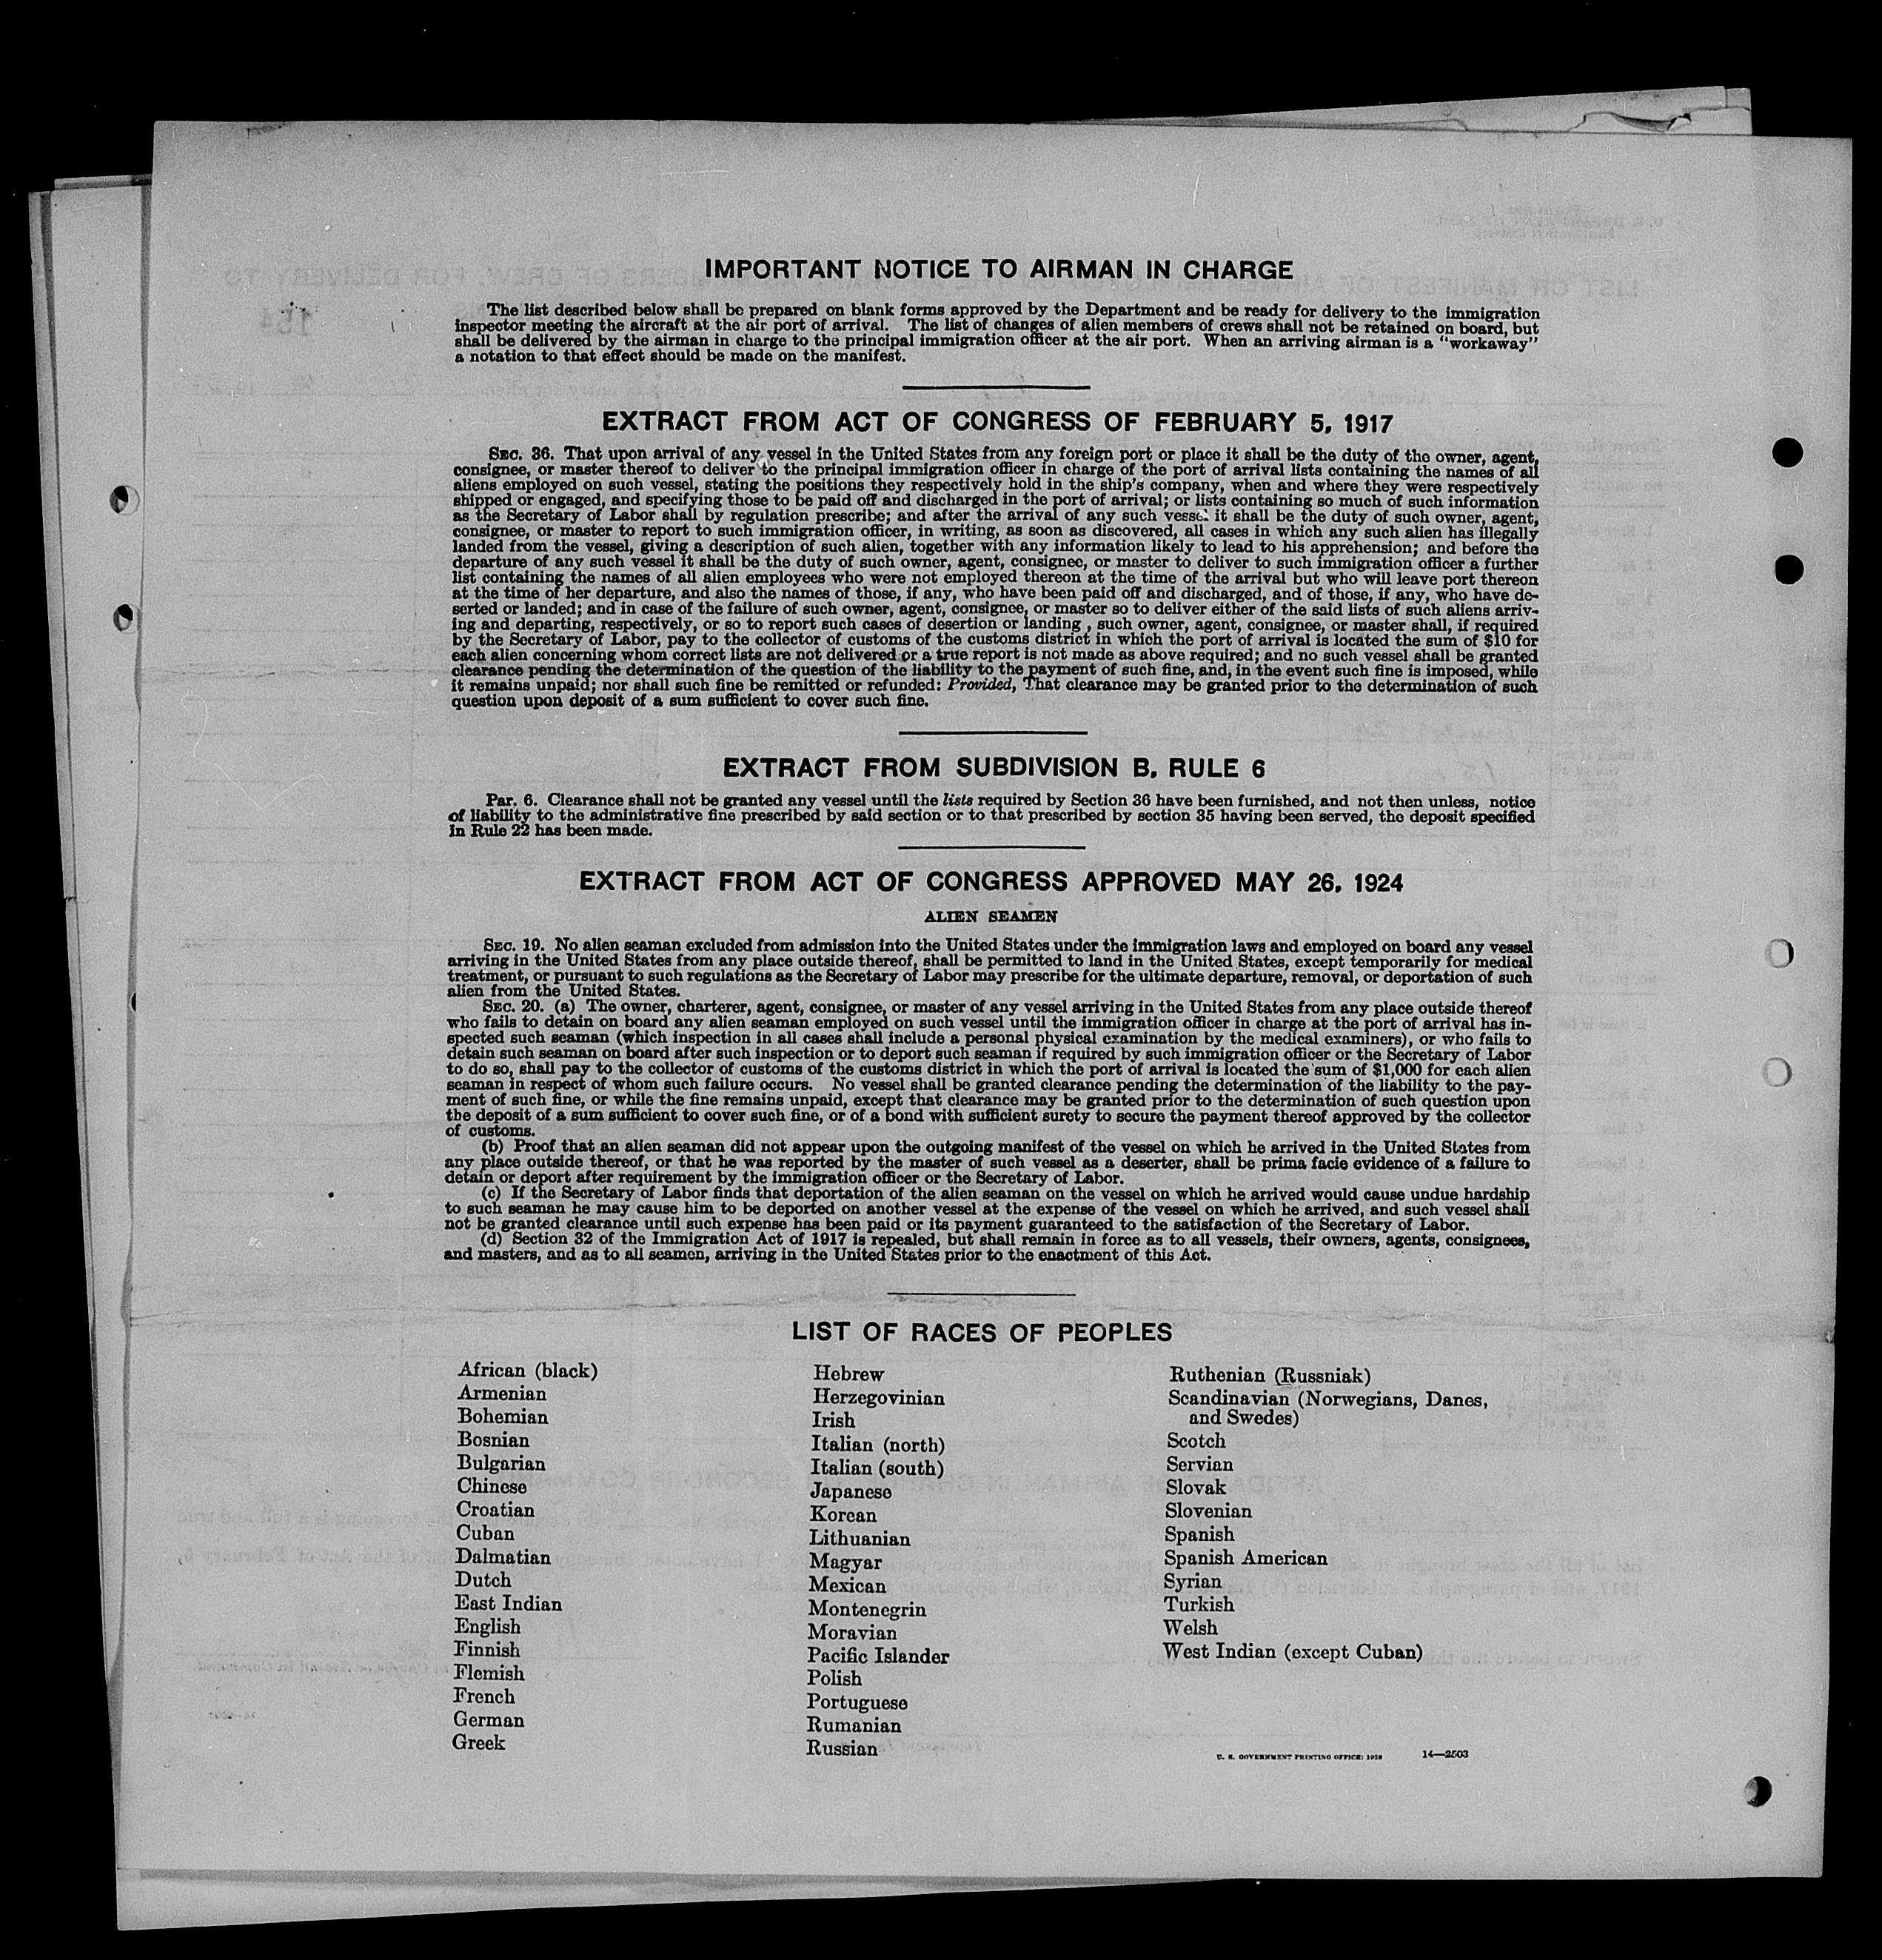 IMPORTANT NOTICE TO AIRMAN IN CHARGE
The list described below shall be prepared on blank forms approved by the Department and be ready for delivery to the immigration
inspector meeting the aircraft at the air port of arrival. The list of changes of alien members of crews shall not be retained on board, but
shall be delivered by the airman in charge to the principal immigration officer at the air port. When an arriving airman is a "workaway"
a notation to that effect should be made on the manifest.
EXTRACT FROM ACT OF CONGRESS OF FEBRUARY 5, 1917
SEC. 36. That upon arrival of any vessel in the United States from any foreign port or place it shall be the duty of the owner, agent,
consignee, or master thereof to deliver to the principal immigration officer in charge of the port of arrival lists containing the names of all
aliens employed on such vessel, stating the positions they respectively hold in the ship's company, when and where they were respectively
shipped or engaged, and specifying those to be paid off and discharged in the port of arrival; or lists containing so much of such information
as the Secretary of Labor shall by regulation prescribe; and after the arrival of any such vessel it shall be the duty of such owner, agent,
consignee, or master to report to such immigration officer, in writing, as soon as discovered, all cases in which any such alien has illegally
landed from the vessel, giving a description of such alien, together with any information likely to lead to his apprehension; and before the
departure of any such vessel it shall be the duty of such owner, agent, consignee, or master to deliver to such immigration officer a further
list containing the names of all alien employees who were not employed thereon at the time of the arrival but who will leave port thereon
at the time of her departure, and also the names of those, if any, who have been paid off and discharged, and of those, if any, who have de-
serted or landed; and in case of the failure of such owner, agent, consignee, or master so to deliver either of the said lists of such aliens arriv-
ing and departing, respectively, or so to report such cases of desertion or landing , such owner, agent, consignee, or master shall, if required
by the Secretary of Labor, pay to the collector of customs of the customs district in which the port of arrival is located the sum of $10 for
each alien concerning whom correct lists are not delivered or a true report is not made as above required; and no such vessel shall be granted
clearance pending the determination of the question of the liability to the payment of such fine, and, in the event such fine is imposed, while
it remains unpaid; nor shall such fine be remitted or refunded: Provided, That clearance may be granted prior to the determination of such
question upon deposit of a sum sufficient to cover such fine.
EXTRACT FROM SUBDIVISION B, RULE 6
Par. 6. Clearance shall not be granted any vessel until the lists required by Section 36 have been furnished, and not then unless, notice
of liability to the administrative fine prescribed by said section or to that prescribed by section 35 having been served, the deposit specified
in Rule 22 has been made.
EXTRACT FROM ACT OF CONGRESS APPROVED MAY 26, 1924
ALIEN SEAMEN
SEC. 19. No alien seaman excluded from admission into the United States under the immigration laws and employed on board any vessel
arriving in the United States from any place outside thereof, shall be permitted to land in the United States, except temporarily for medical
treatment, or pursuant to such regulations as the Secretary of Labor may prescribe for the ultimate departure, removal, or deportation of such
alien from the United States.
SEC. 20. (a) The owner, charterer, agent, consignee, or master of any vessel arriving in the United States from any place outside thereof
who fails to detain on board any alien seaman employed on such vessel until the immigration officer in charge at the port of arrival has in-
spected such seaman (which inspection in all cases shall include a personal physical examination by the medical examiners), or who fails to
detain such seaman on board after such inspection or to deport such seaman if required by such immigration officer or the Secretary of Labor
to do so, shall pay to the collector of customs of the customs district in which the port of arrival is located the sum of $1,000 for each alien
seaman in respect of whom such failure occurs. No vessel shall be granted clearance pending the determination of the liability to the pay-
ment of such fine, or while the fine remains unpaid, except that clearance may be granted prior to the determination of such question upon
the deposit of a sum sufficient to cover such fine, or of a bond with sufficient surety to secure the payment thereof approved by the collector
of customs.
(b) Proof that an alien seaman did not appear upon the outgoing manifest of the vessel on which he arrived in the United States from
any place outside thereof, or that he was reported by the master of such vessel as a deserter, shall be prima facie evidence of a failure to
detain or deport after requirement by the immigration officer or the Secretary of Labor.
(c) If the Secretary of Labor finds that deportation of the alien seaman on the vessel on which he arrived would cause undue hardship
to such seaman he may cause him to be deported on another vessel at the expense of the vessel on which he arrived, and such vessel shall
not be granted clearance until such expense has been paid or its payment guaranteed to the satisfaction of the Secretary of Labor.
(d) Section 32 of the Immigration Act of 1917 is repealed, but shall remain in force as to all vessels, their owners, agents, consignees,
and masters, and as to all seamen, arriving in the United States prior to the enactment of this Act.
LIST OF RACES OF PEOPLES
African (black)
Armenian
Bohemian
Bosnian
Bulgarian
Chinese
Croatian
Cuban
Dalmatian
Dutch
East Indian
English
Finnish
Flemish
French
German
Greek
Hebrew
Herzegovinian
Irish
Italian (north)
Italian (south)
Japanese
Korean
Lithuanian
Magyar
Mexican
Montenegrin
Moravian
Pacific Islander
Polish
Portuguese
Rumanian
Russian
Ruthenian (Russniak)
Scandinavian (Norwegians, Danes,
and Swedes)
Scotch
Servian
Slovak
Slovenian
Spanish
Spanish American
Syrian
Turkish
Welsh
West Indian (except Cuban)
U. S. GOVERNMENT PRINTING OFFICE:
14—2503